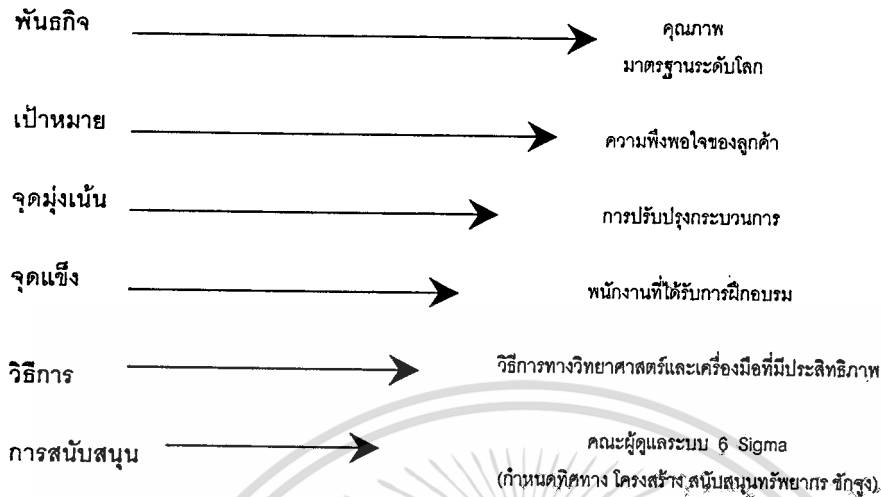 พันธกิจ
คุณภาพ
มาตรฐานระดับโลก
เป้าหมาย
ความพึงพอใจของลูกค้า
จุดมุ่งเน้น
การปรับปรุงกระบวนการ
จุดแข็ง
พนักงานที่ได้รับการฝึกอบรม
วิธีการ
วิธีการทางวิทยาศาสตร์และเครื่องมือที่มีประสิทธิภาพ
การสนับสนุน
คณะผู้ดูแลระบบ 6 Sigma
(กำหนดทิศทาง โครงสร้าง สนับสนุนทรัพยากร ชักจูง)